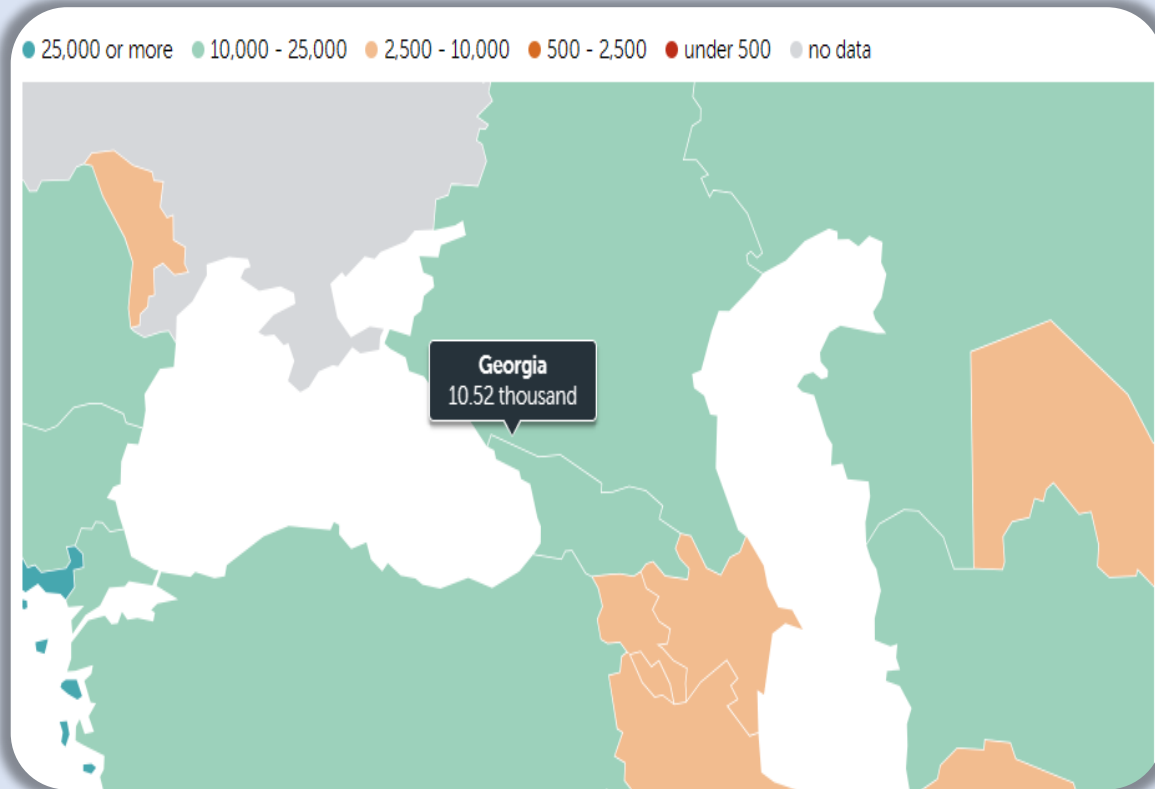 25,000 or more 10,000 - 25,000 2,500 - 10,000 500 - 2,500 under 500 no data
Georgia
10.52 thousand